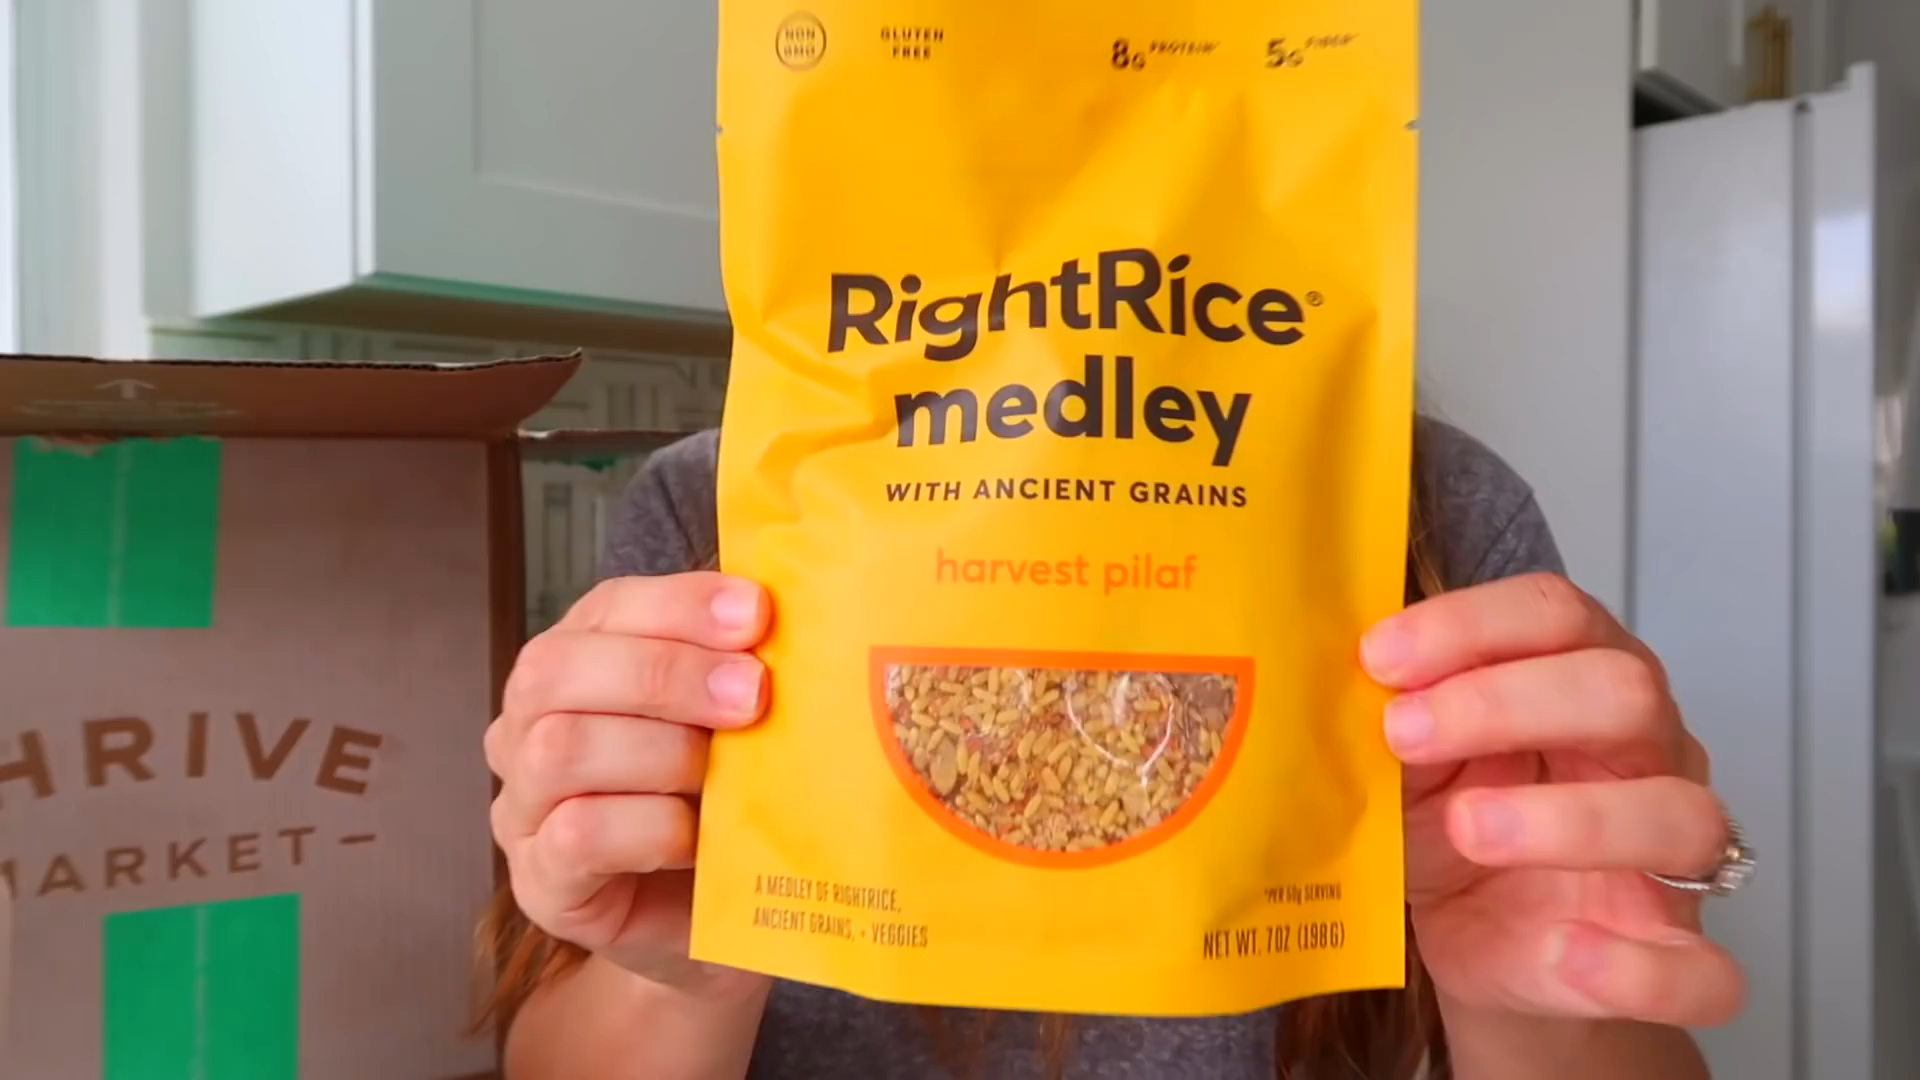 NON
GMO
GLUTEN
FREE
8g PROTEIN*
5g FIBER*
RightRice®
medley
WITH ANCIENT GRAINS
harvest pilaf
A MEDLEY OF RIGHTRICE,
ANCIENT GRAINS, + VEGGIES
*PER 50g SERVING
NET WT. 7OZ (198G)
HRIVE
MARKET –